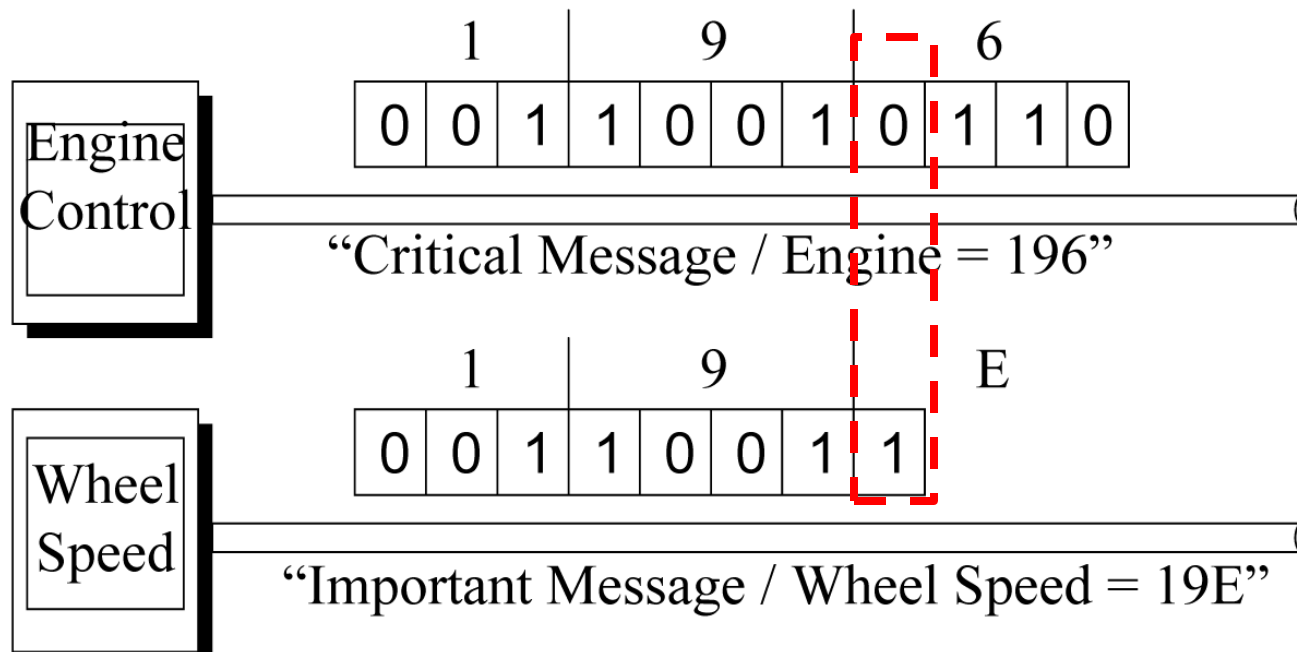 1 9 6
Engine
Control
0 0 1 1 0 0 1 0 1 1 0
“Critical Message / Engine = 196”
1 9 E
Wheel
Speed
0 0 1 1 0 0 1 1
“Important Message / Wheel Speed = 19E”